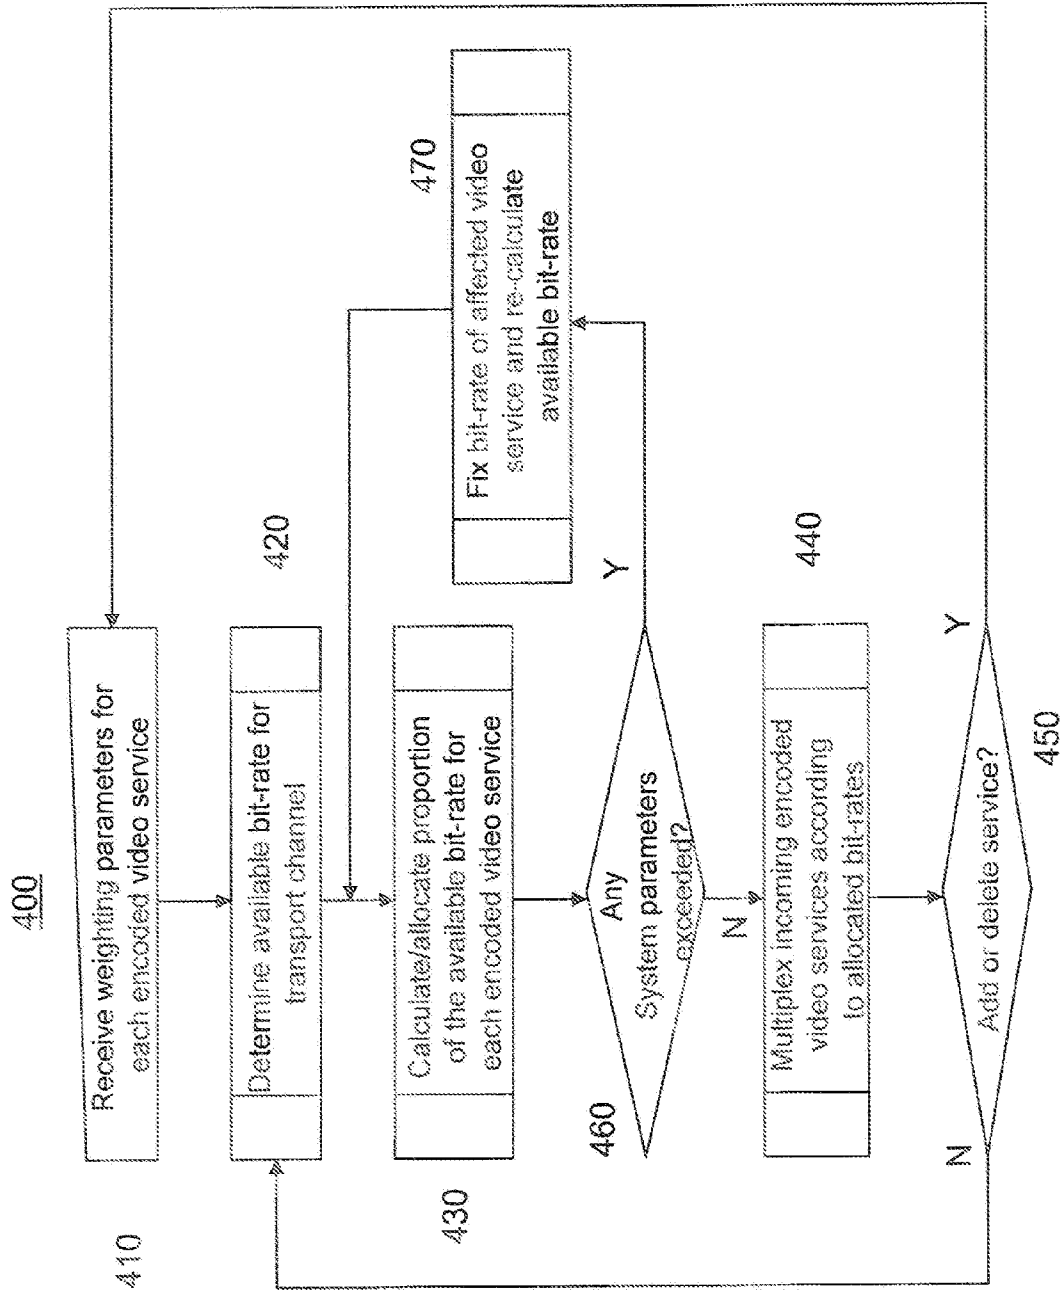 400
410
Receive weighting parameters for
each encoded video service
420
Determine available bit-rate for
transport channel
430
Calculate/allocate proportion
of the available bit-rate for
each encoded video service
460
Any
System parameters
exceeded?
Y
N
470
Fix bit-rate of affected video
service and re-calculate
available bit-rate
440
Multiplex incoming encoded
video services according
to allocated bit-rates
450
Add or delete service?
N
Y